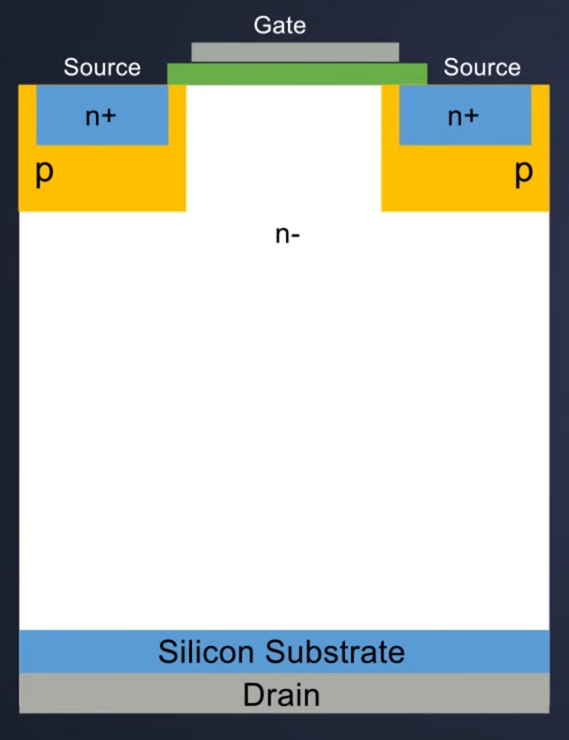 Gate
Source
Source
n+
n+
p
p
n-
Silicon Substrate
Drain